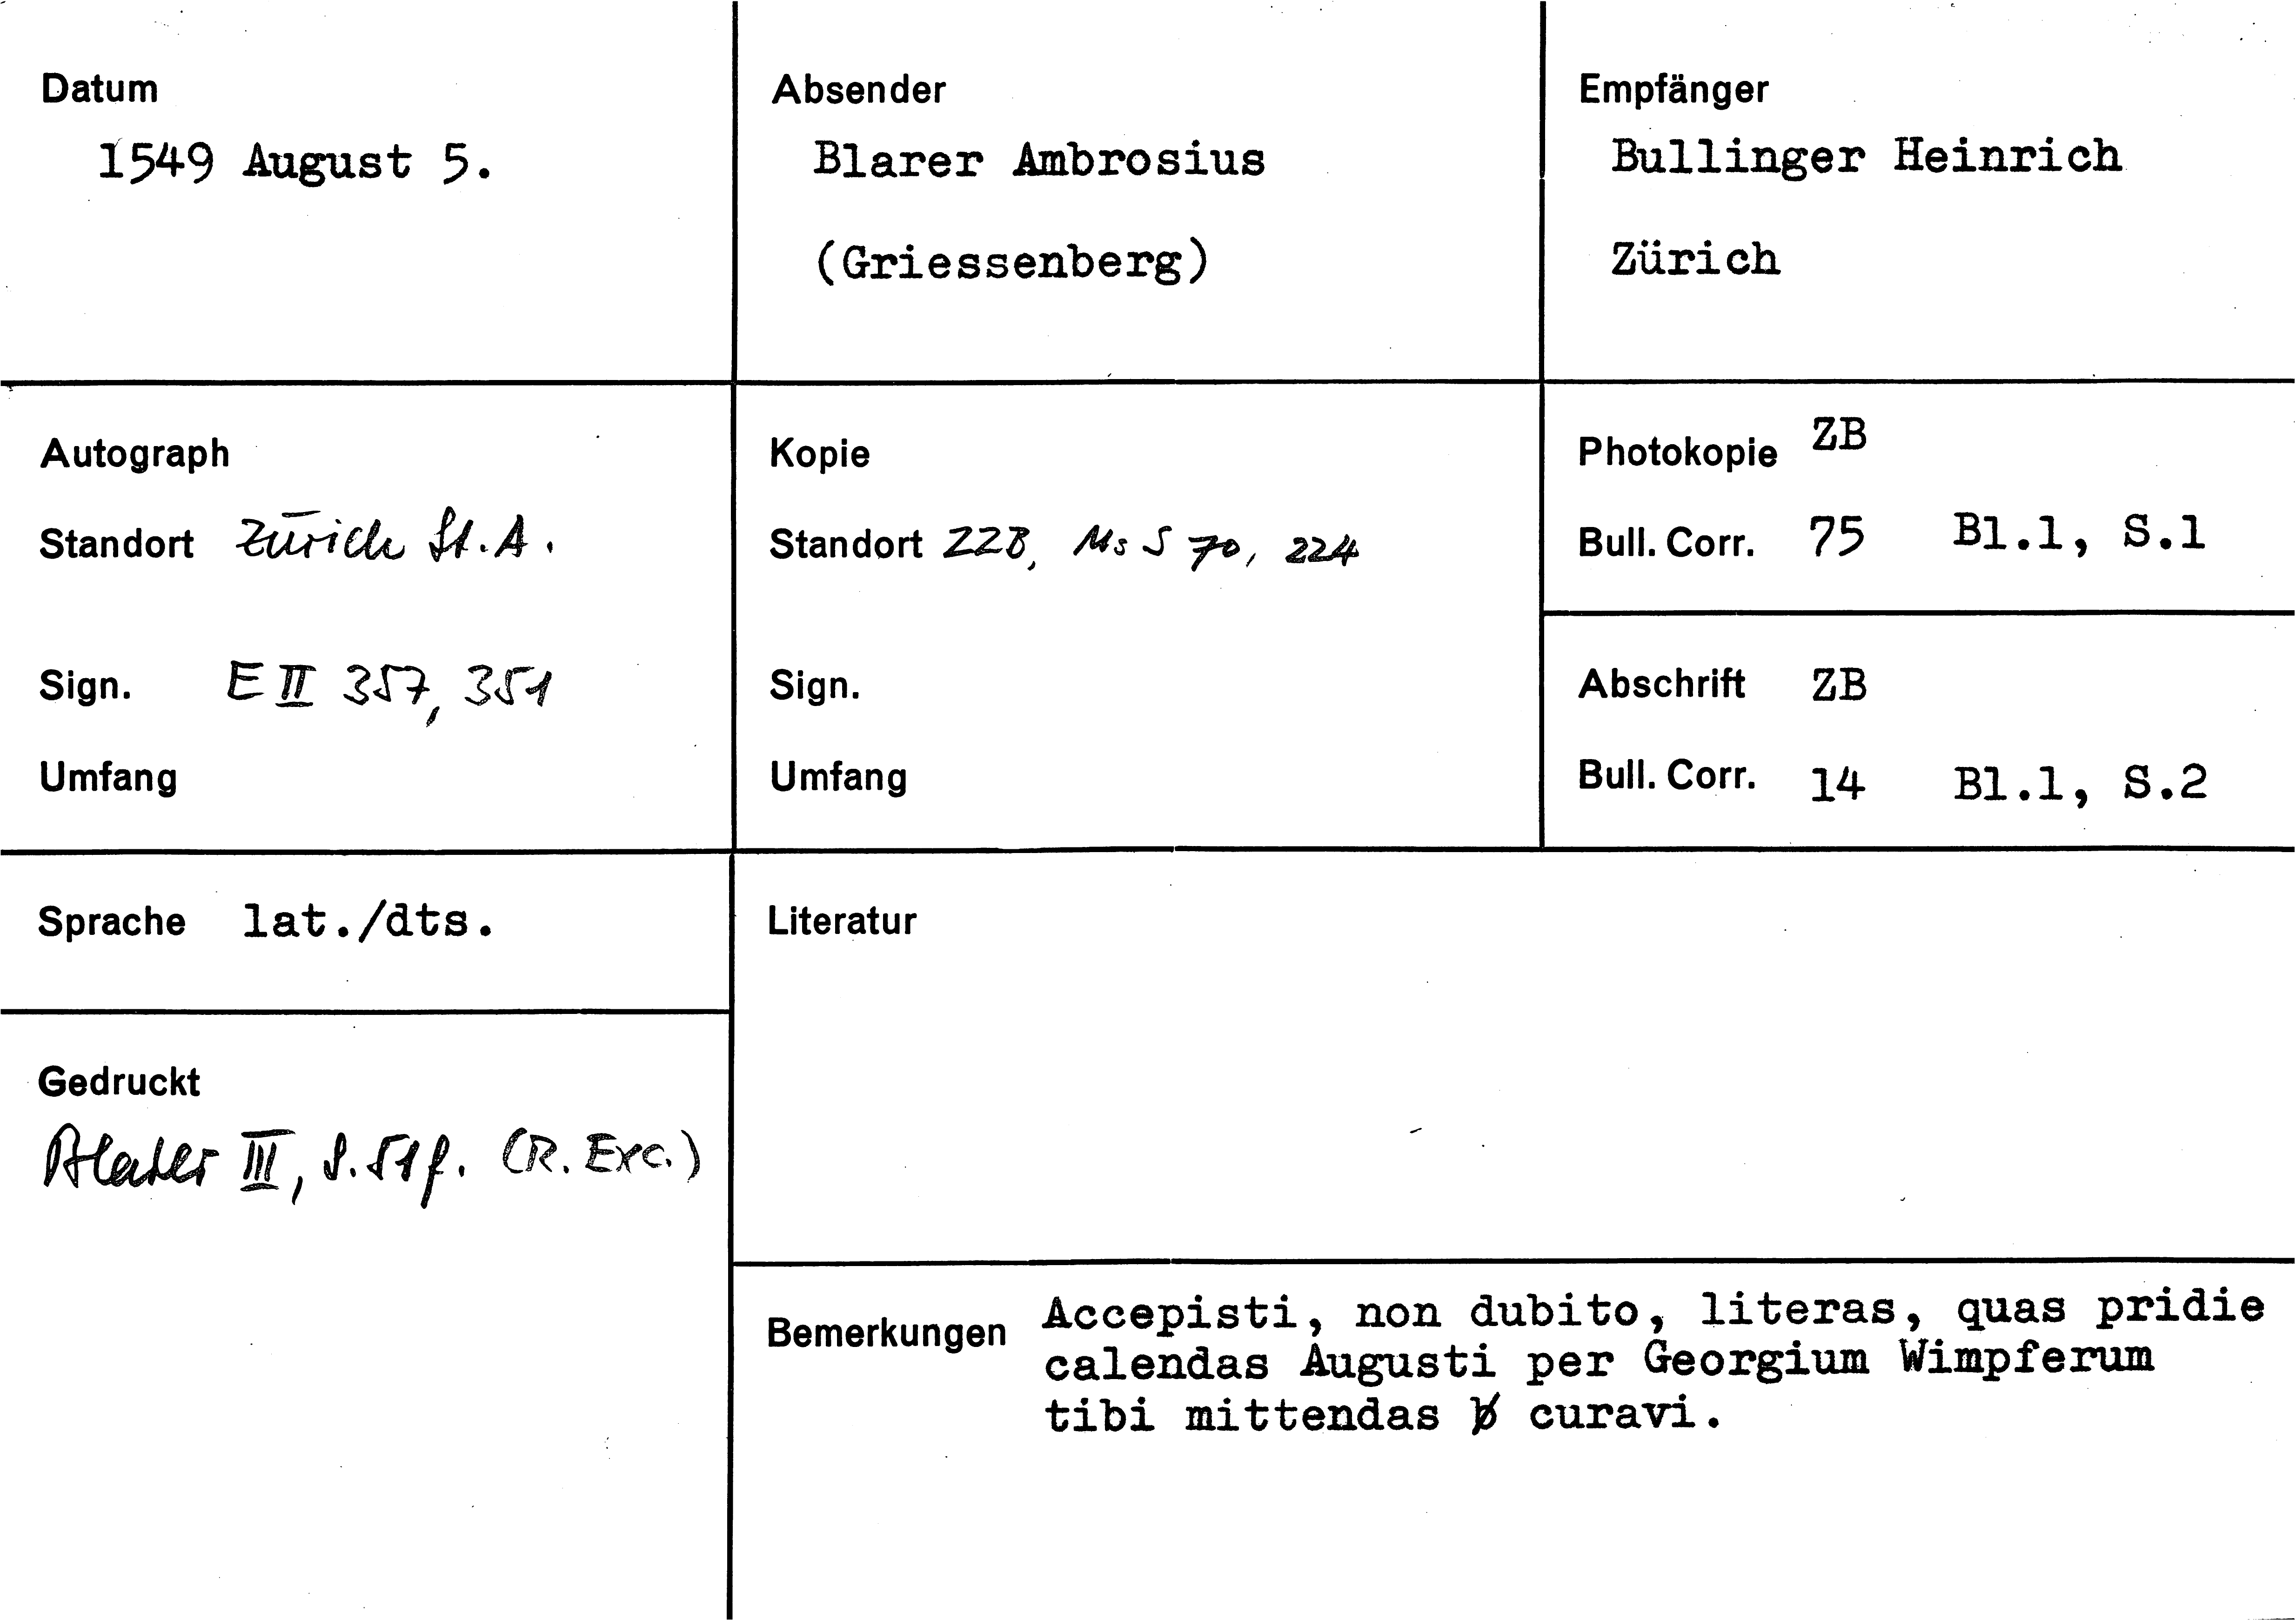 Datum
1549 August 5.
Absender
Blarer Ambrosius
(Griessenberg)
Empfänger
Bullinger Heinrich
Zürich
Autograph
Standort Zürich St.A.
Sign. E II 357, 351
Umfang
Kopie
Standort ZZB, Ms S 70, 224
Sign.
Umfang
Photokopie ZB
Bull. Corr. 75 Bl.1, S.1
Abschrift ZB
Bull. Corr. 14 Bl.1, S.2
Sprache lat./dts.
Literatur
Gedruckt
Blarer III, S. 51f. (R. Exc.)
Bemerkungen Accepisti, non dubito, literas, quas pridie
calendas Augusti per Georgium Wimpferum
tibi mittendas curavi.